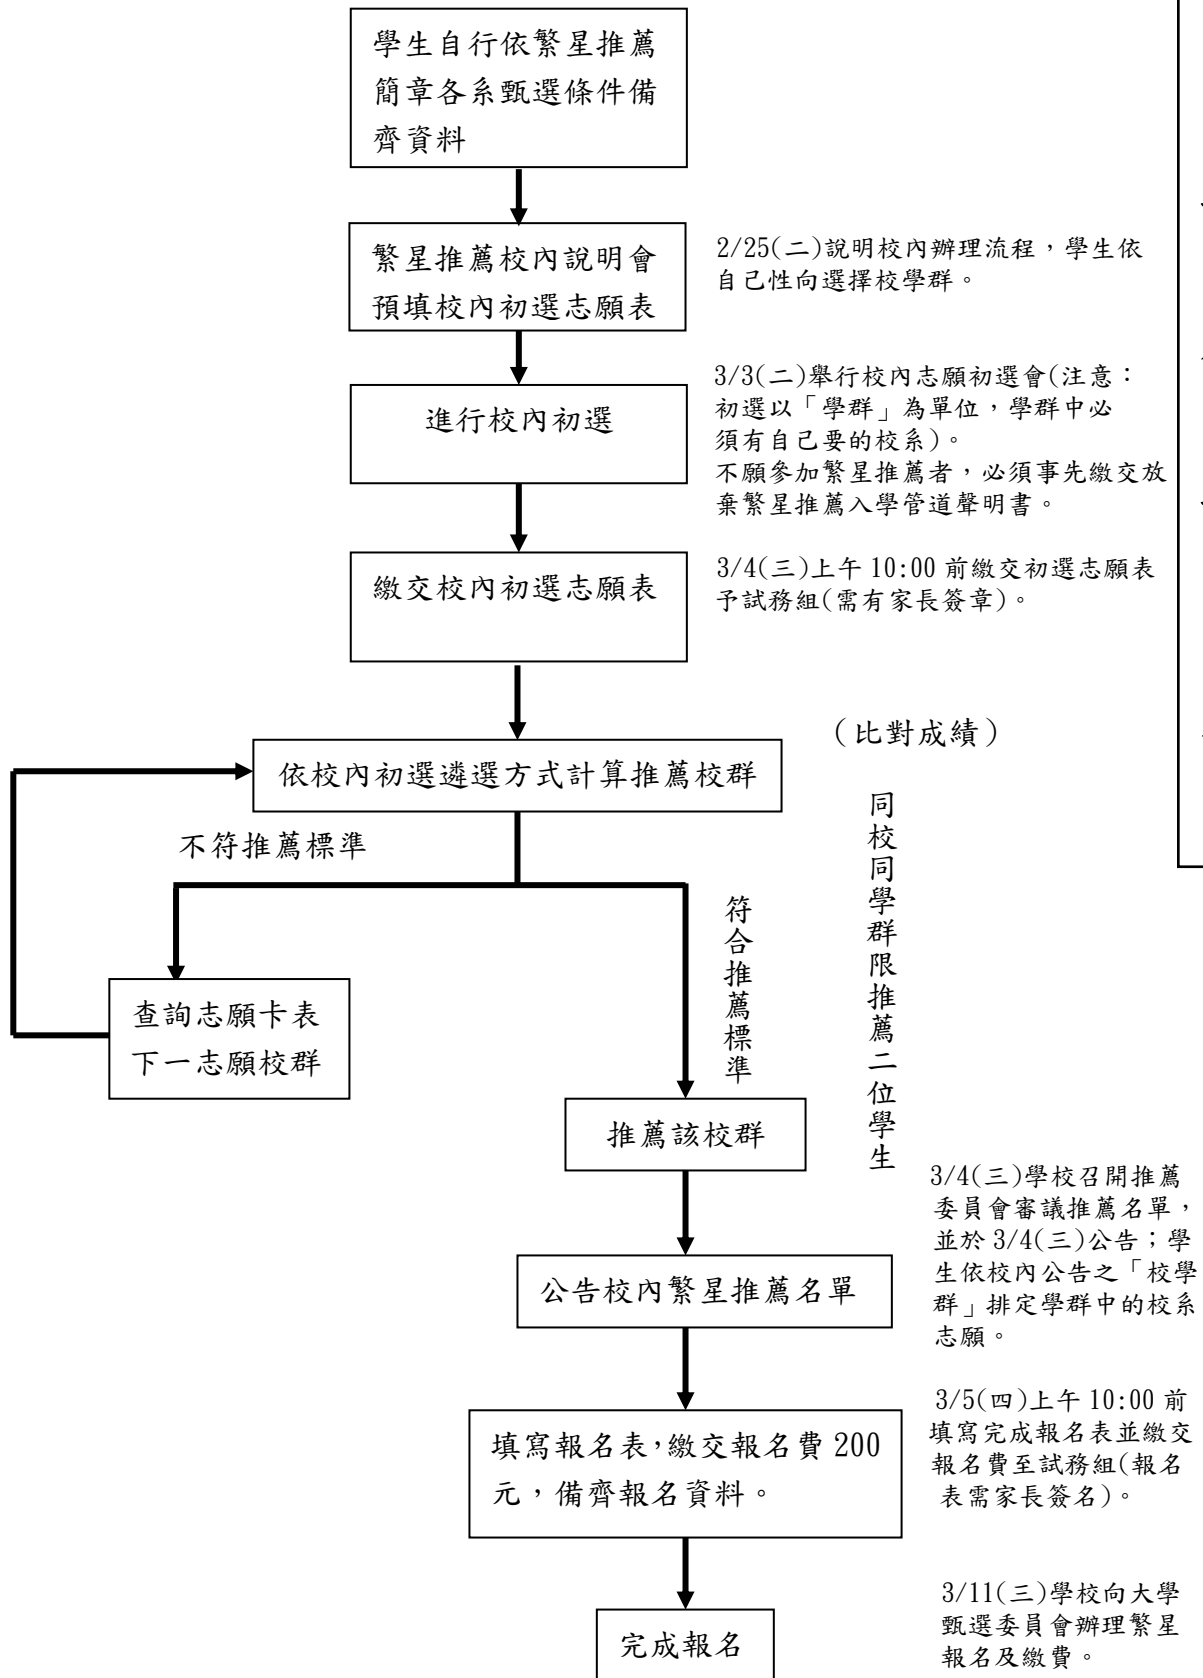 學生自行依繁星推薦
簡章各系甄選條件備
齊資料
繁星推薦校內說明會
預填校內初選志願表
2/25(二)說明校內辦理流程，學生依
自己性向選擇校學群。
進行校內初選
3/3(二)舉行校內志願初選會(注意：
初選以「學群」為單位，學群中必
須有自己要的校系)。
不願參加繁星推薦者，必須事先繳交放
棄繁星推薦入學管道聲明書。
繳交校內初選志願表
3/4(三)上午 10:00 前繳交初選志願表
予試務組(需有家長簽章)。
（比對成績）
依校內初選遴選方式計算推薦校群
不符推薦標準
符合推薦標準
同校同學群限推薦二位學生
查詢志願卡表
下一志願校群
推薦該校群
3/4(三)學校召開推薦
委員會審議推薦名單，
並於 3/4(三)公告；學
生依校內公告之「校學
群」排定學群中的校系
志願。
公告校內繁星推薦名單
3/5(四)上午 10:00 前
填寫完成報名表並繳交
報名費至試務組(報名
表需家長簽名)。
填寫報名表，繳交報名費 200
元，備齊報名資料。
3/11(三)學校向大學
甄選委員會辦理繁星
報名及繳費。
完成報名